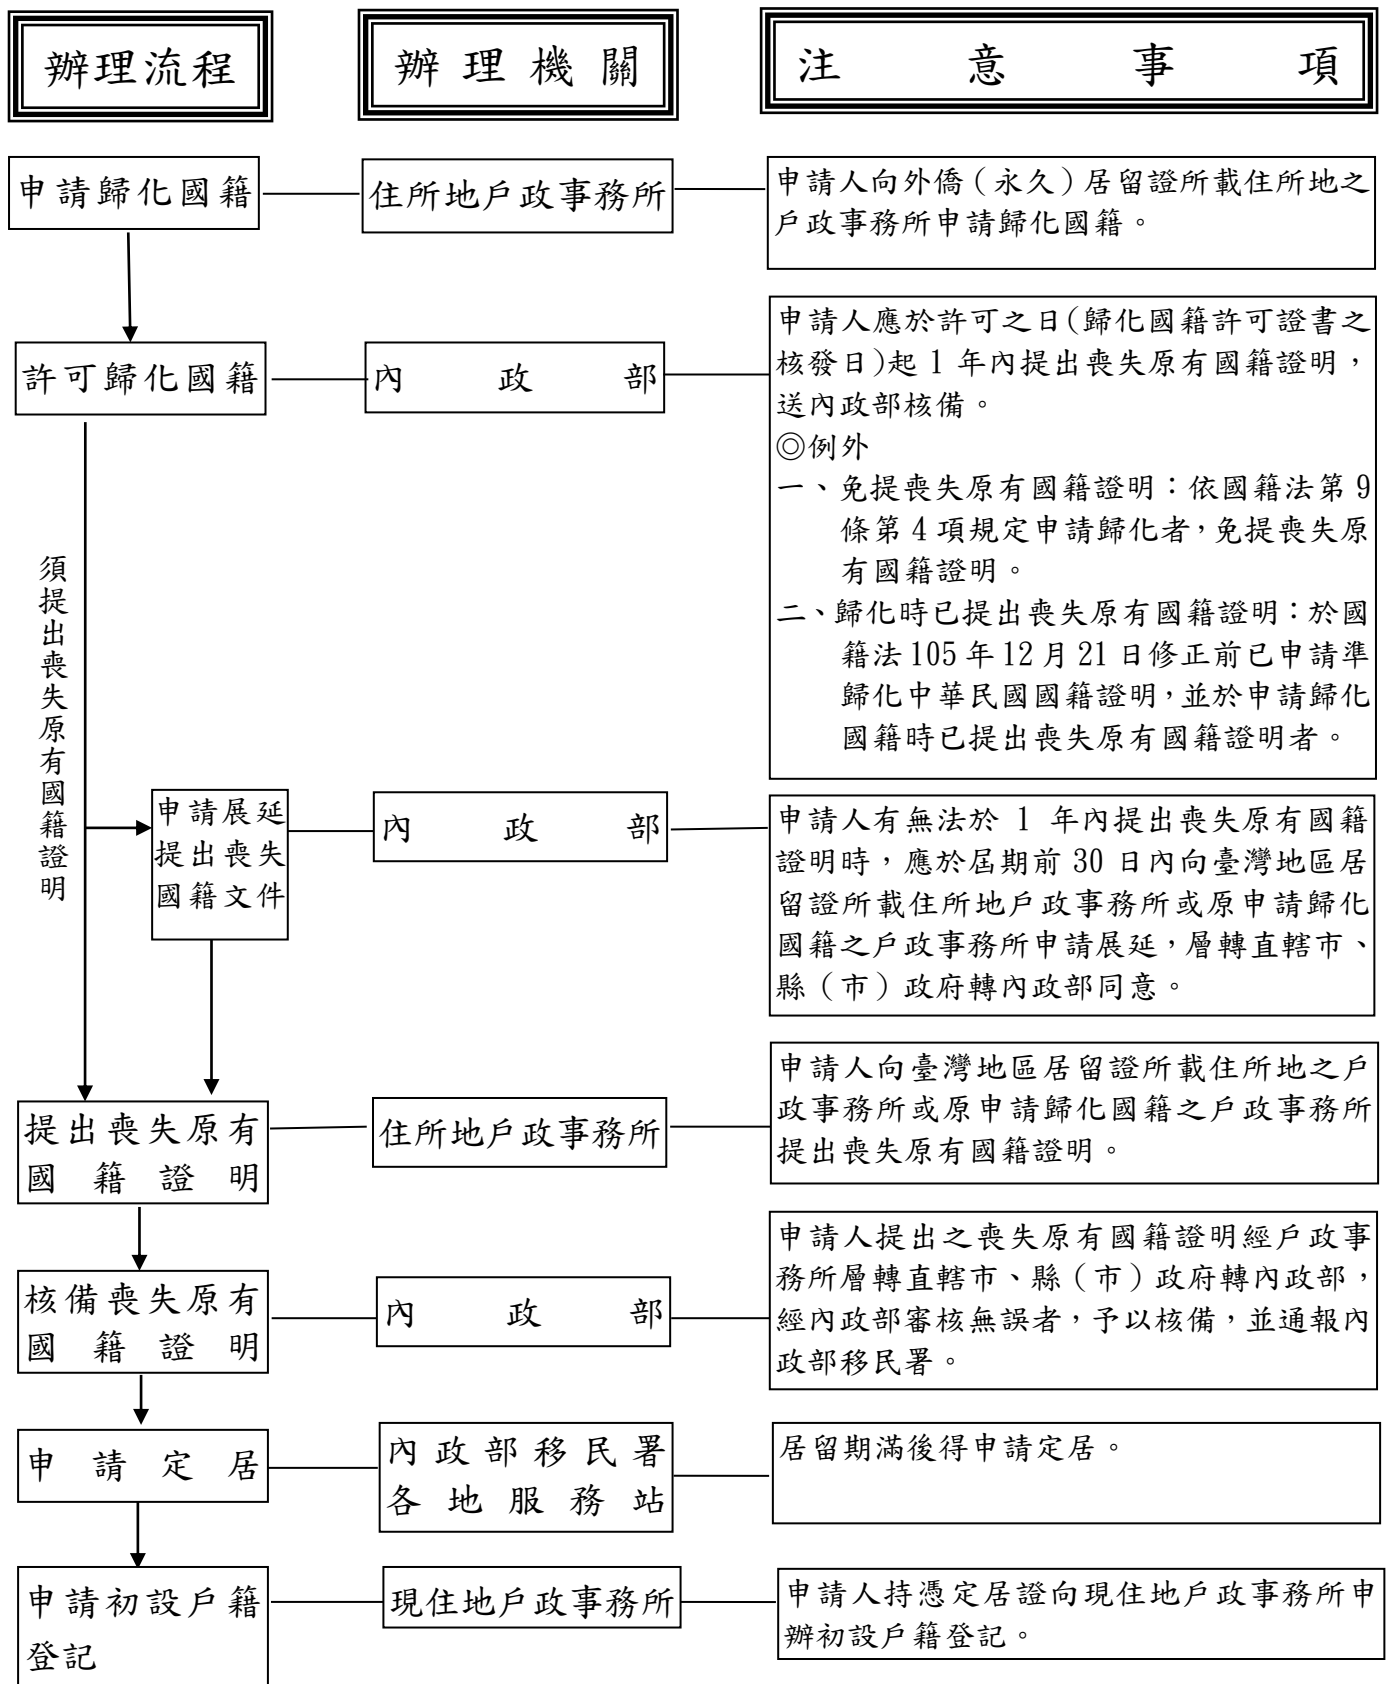 辦理流程
辦理機關
注意事項
申請歸化國籍
住所地戶政事務所
申請人向外僑（永久）居留證所載住所地之
戶政事務所申請歸化國籍。
許可歸化國籍
內政部
申請人應於許可之日(歸化國籍許可證書之
核發日)起 1 年內提出喪失原有國籍證明，
送內政部核備。
◎例外
一、免提喪失原有國籍證明：依國籍法第 9
條第 4 項規定申請歸化者，免提喪失原
有國籍證明。
二、歸化時已提出喪失原有國籍證明：於國
籍法 105 年 12 月 21 日修正前已申請準
歸化中華民國國籍證明，並於申請歸化
國籍時已提出喪失原有國籍證明者。
須提出喪失原有國籍證明
申請展延
提出喪失
國籍文件
內政部
申請人有無法於 1 年內提出喪失原有國籍
證明時，應於屆期前 30 日內向臺灣地區居
留證所載住所地戶政事務所或原申請歸化
國籍之戶政事務所申請展延，層轉直轄市、
縣（市）政府轉內政部同意。
提出喪失原有
國籍證明
住所地戶政事務所
申請人向臺灣地區居留證所載住所地之戶
政事務所或原申請歸化國籍之戶政事務所
提出喪失原有國籍證明。
核備喪失原有
國籍證明
內政部
申請人提出之喪失原有國籍證明經戶政事
務所層轉直轄市、縣（市）政府轉內政部，
經內政部審核無誤者，予以核備，並通報內
政部移民署。
申請定居
內政部移民署
各地服務站
居留期滿後得申請定居。
申請初設戶籍
登記
現住地戶政事務所
申請人持憑定居證向現住地戶政事務所申
辦初設戶籍登記。